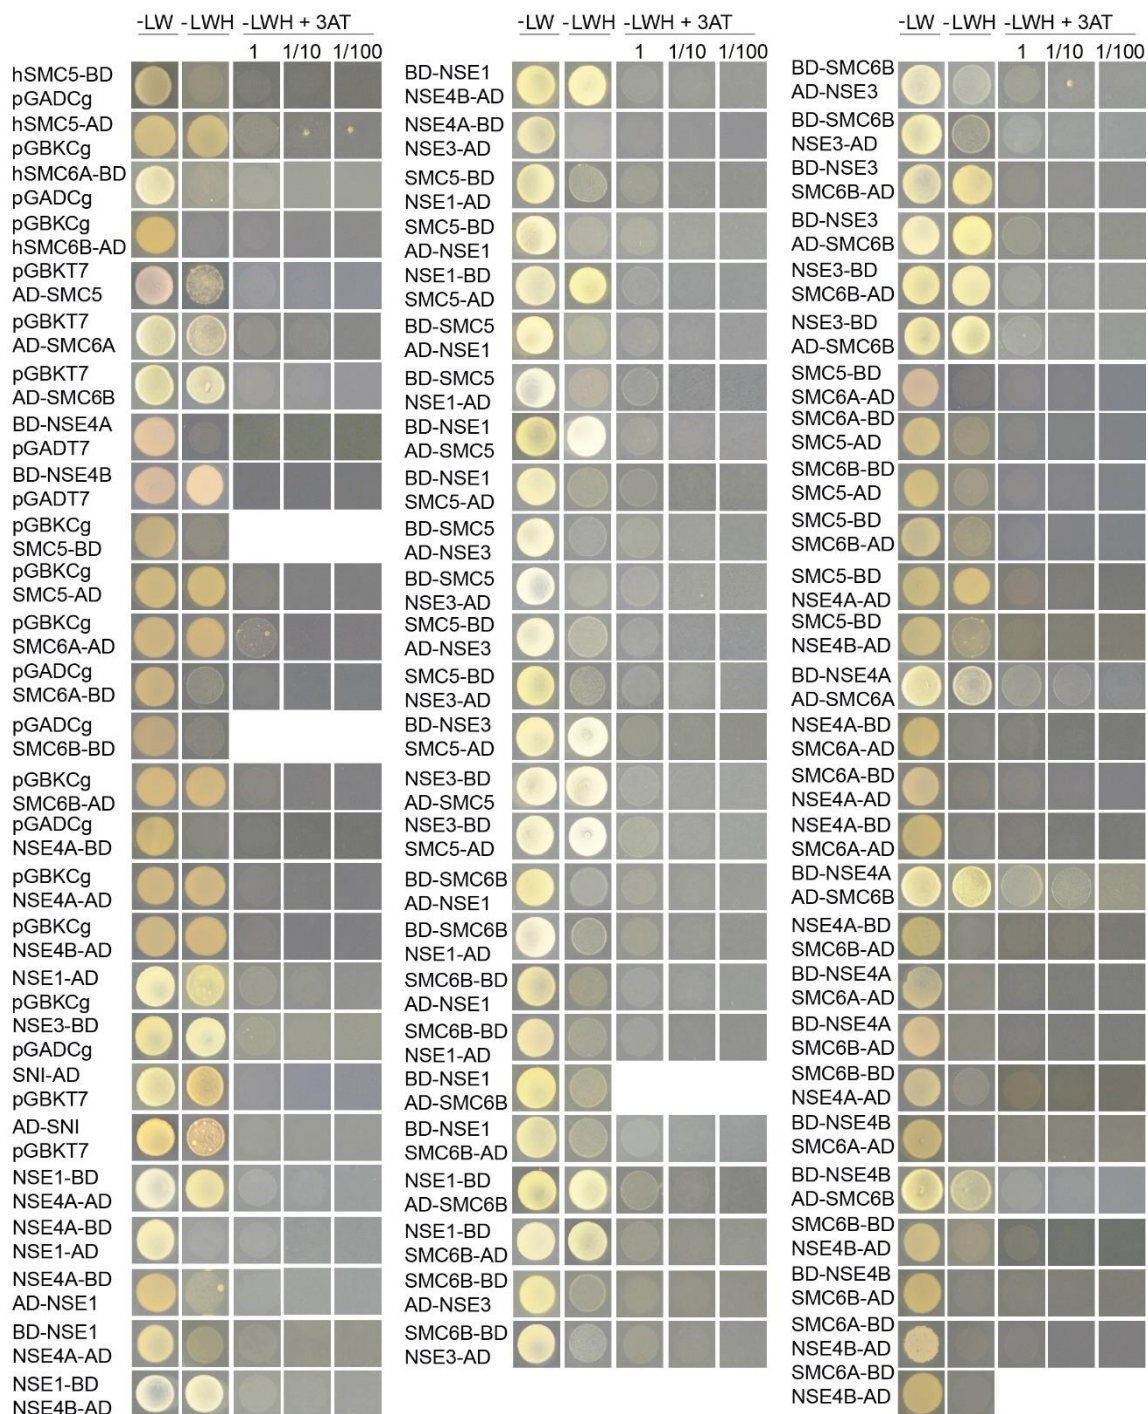 -LW -LWH -LWH + 3AT
1 1/10 1/100
hSMC5-BD
pGADCg
hSMC5-AD
pGBKCg
hSMC6A-BD
pGADCg
pGBKCg
hSMC6B-AD
pGBKT7
AD-SMC5
pGBKT7
AD-SMC6A
pGBKT7
AD-SMC6B
BD-NSE4A
pGADT7
BD-NSE4B
pGADT7
pGBKCg
SMC5-BD
pGBKCg
SMC5-AD
pGBKCg
SMC6A-AD
pGADCg
SMC6A-BD
pGADCg
SMC6B-BD
pGBKCg
SMC6B-AD
pGADCg
NSE4A-BD
pGBKCg
NSE4A-AD
pGBKCg
NSE4B-AD
NSE1-AD
pGBKCg
NSE3-BD
pGADCg
SNI-AD
pGBKT7
AD-SNI
pGBKT7
NSE1-BD
NSE4A-AD
NSE4A-BD
NSE1-AD
NSE4A-BD
AD-NSE1
BD-NSE1
NSE4A-AD
NSE1-BD
NSE4B-AD
-LW -LWH -LWH + 3AT
1 1/10 1/100
BD-NSE1
NSE4B-AD
NSE4A-BD
NSE3-AD
SMC5-BD
NSE1-AD
SMC5-BD
AD-NSE1
NSE1-BD
SMC5-AD
BD-SMC5
AD-NSE1
BD-SMC5
NSE1-AD
BD-NSE1
AD-SMC5
BD-NSE1
SMC5-AD
BD-SMC5
AD-NSE3
BD-SMC5
NSE3-AD
SMC5-BD
AD-NSE3
SMC5-BD
NSE3-AD
BD-NSE3
SMC5-AD
NSE3-BD
AD-SMC5
NSE3-BD
SMC5-AD
BD-SMC6B
AD-NSE1
BD-SMC6B
NSE1-AD
SMC6B-BD
AD-NSE1
SMC6B-BD
NSE1-AD
BD-NSE1
AD-SMC6B
BD-NSE1
SMC6B-AD
NSE1-BD
AD-SMC6B
NSE1-BD
SMC6B-AD
SMC6B-BD
AD-NSE3
SMC6B-BD
NSE3-AD
-LW -LWH -LWH + 3AT
1 1/10 1/100
BD-SMC6B
AD-NSE3
BD-SMC6B
NSE3-AD
BD-NSE3
SMC6B-AD
BD-NSE3
AD-SMC6B
NSE3-BD
SMC6B-AD
NSE3-BD
AD-SMC6B
SMC5-BD
SMC6A-AD
SMC6A-BD
SMC5-AD
SMC6B-BD
SMC5-AD
SMC5-BD
SMC6B-AD
SMC5-BD
NSE4A-AD
SMC5-BD
NSE4B-AD
BD-NSE4A
AD-SMC6A
NSE4A-BD
SMC6A-AD
SMC6A-BD
NSE4A-AD
NSE4A-BD
SMC6A-AD
BD-NSE4A
AD-SMC6B
NSE4A-BD
SMC6B-AD
BD-NSE4A
SMC6A-AD
BD-NSE4A
SMC6B-AD
SMC6B-BD
NSE4A-AD
BD-NSE4B
SMC6A-AD
BD-NSE4B
AD-SMC6B
SMC6B-BD
NSE4B-AD
BD-NSE4B
SMC6B-AD
SMC6A-BD
NSE4B-AD
SMC6A-BD
NSE4B-AD